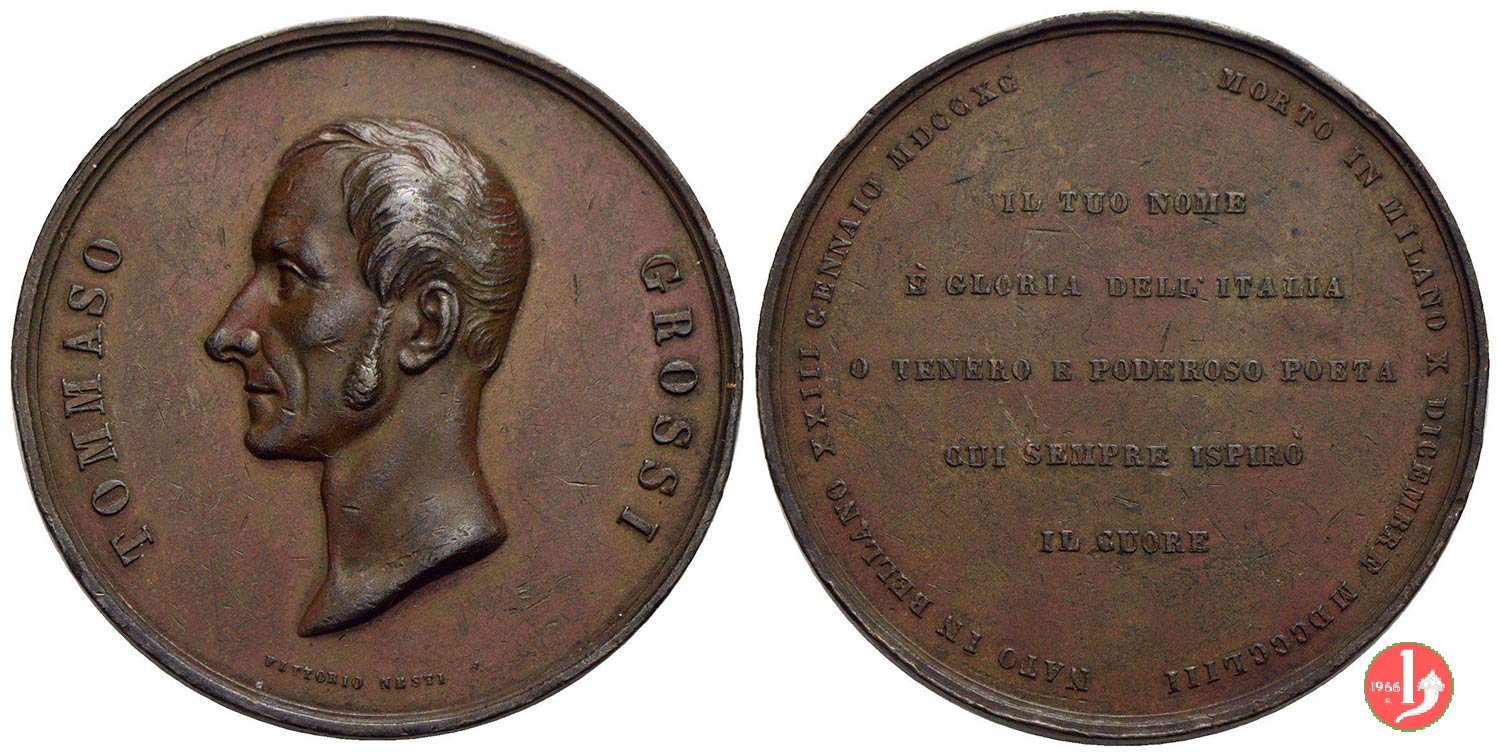 TOMMASO GROSSI
VITTORIO NESTI
NATO IN BELLANO XXIII GENNAIO MDCCXC
MORTO IN MILANO X DICEMBRE MDCCCLIII
IL TUO NOME
É GLORIA DELL' ITALIA
O TENERO E PODEROSO POETA
CUI SEMPRE ISPIRÒ
IL CUORE
1966